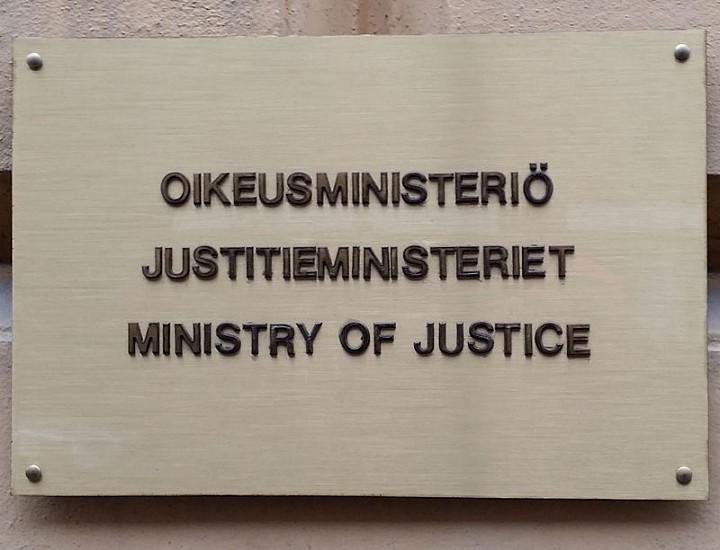 OIKEUSMINISTERIÖ
JUSTITIEMINISTERIET
MINISTRY OF JUSTICE